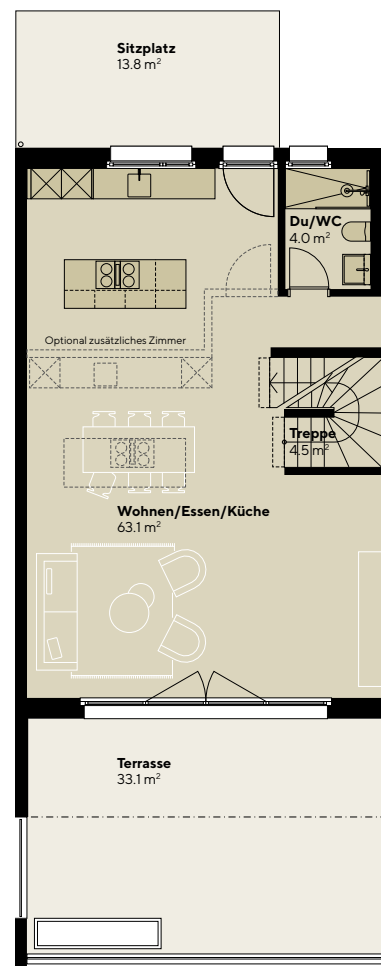 Sitzplatz
13.8 m²
Du/WC
4.0 m²
Optional zusätzliches Zimmer
Treppe
4.5 m²
Wohnen/Essen/Küche
63.1 m²
Terrasse
33.1 m²